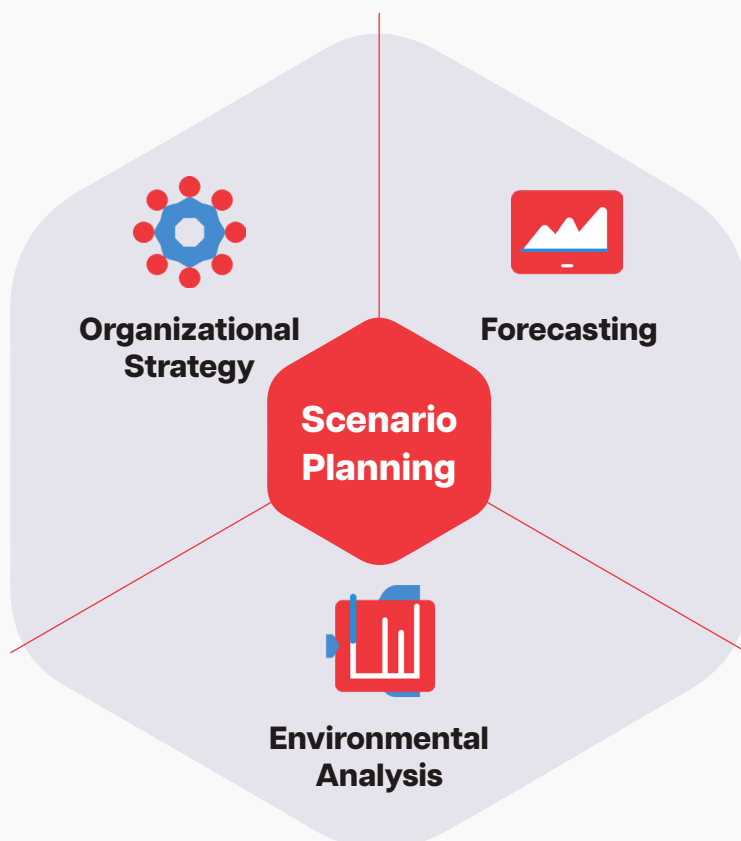 Organizational
Strategy
Forecasting
Scenario
Planning
Environmental
Analysis